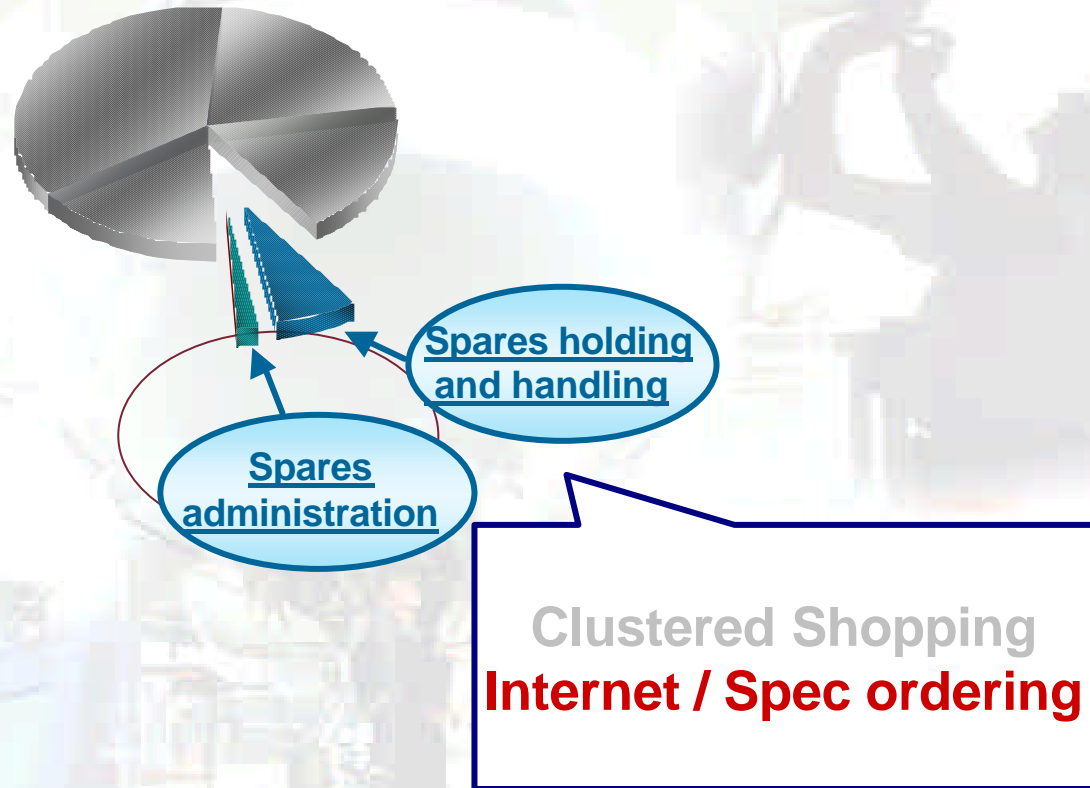 Spares holding
and handling
Spares
administration
Clustered Shopping
Internet / Spec ordering